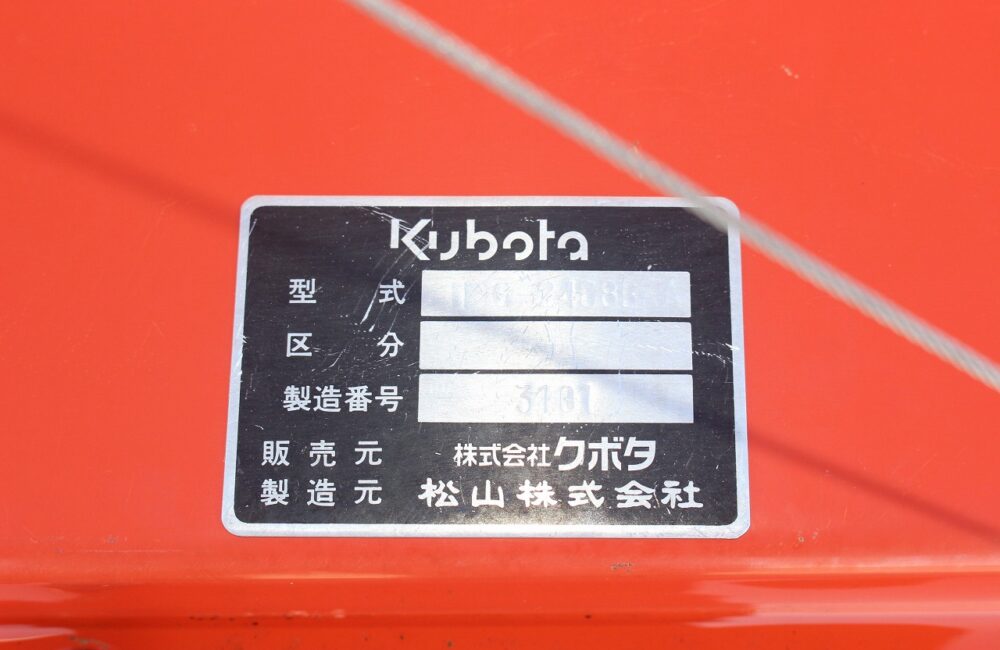 Kubota
型式
区分
製造番号 3101
販売元 株式会社クボタ
製造元 松山株式会社